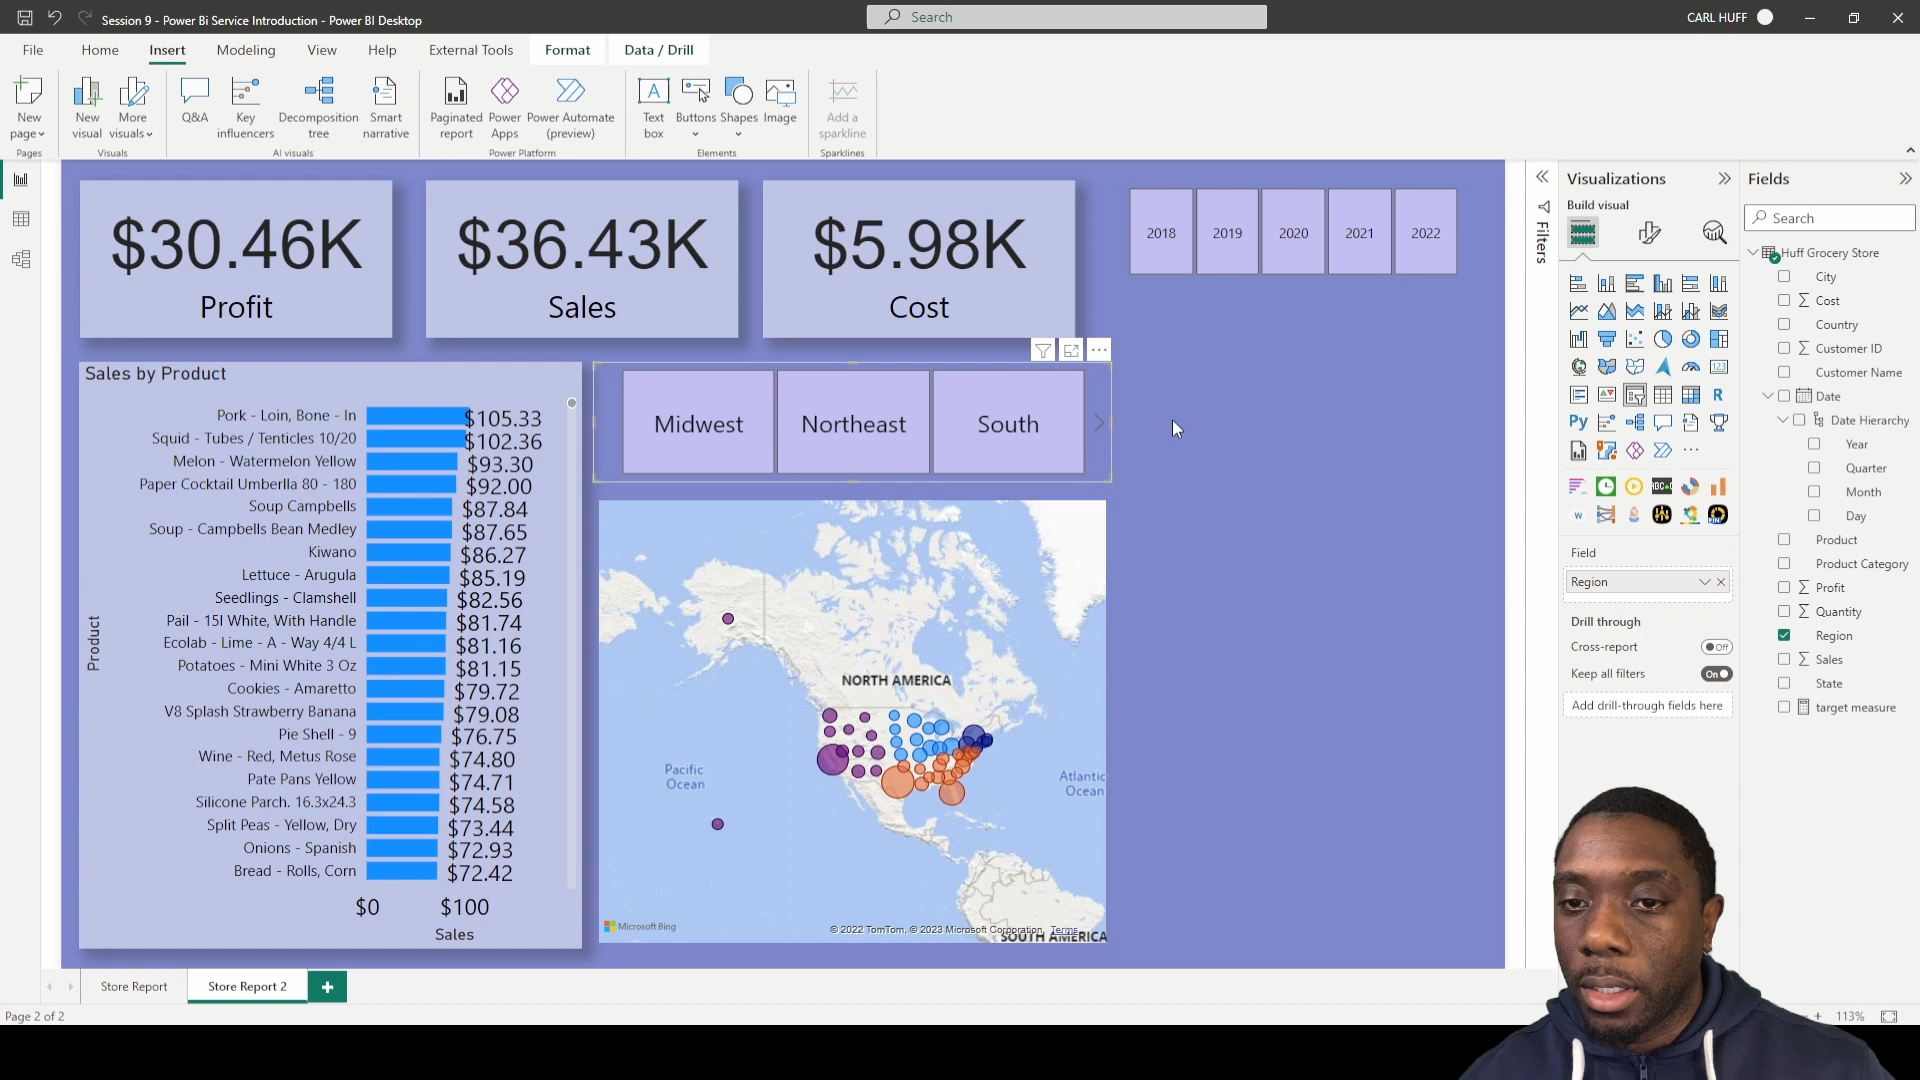 Session 9 - Power Bi Service Introduction - Power BI Desktop
Search
CARL HUFF
File Home Insert Modeling View Help External Tools Format Data / Drill
New page
New visual
More visuals
Q&A
Key influencers
Decomposition tree
Smart narrative
Paginated report
Power Apps
Power Automate (preview)
Text box
Buttons
Shapes
Image
Add a sparkline
Pages Visuals AI visuals Power Platform Elements Sparklines
$30.46K
Profit
$36.43K
Sales
$5.98K
Cost
2018 2019 2020 2021 2022
Sales by Product
Product
Pork - Loin, Bone - In $105.33
Squid - Tubes / Tenticles 10/20 $102.36
Melon - Watermelon Yellow $93.30
Paper Cocktail Umberlla 80 - 180 $92.00
Soup Campbells $87.84
Soup - Campbells Bean Medley $87.65
Kiwano $86.27
Lettuce - Arugula $85.19
Seedlings - Clamshell $82.56
Pail - 15l White, With Handle $81.74
Ecolab - Lime - A - Way 4/4 L $81.16
Potatoes - Mini White 3 Oz $81.15
Cookies - Amaretto $79.72
V8 Splash Strawberry Banana $79.08
Pie Shell - 9 $76.75
Wine - Red, Metus Rose $74.80
Pate Pans Yellow $74.71
Silicone Parch. 16.3x24.3 $74.58
Split Peas - Yellow, Dry $73.44
Onions - Spanish $72.93
Bread - Rolls, Corn $72.42
$0 $100
Sales
Midwest Northeast South
NORTH AMERICA
Pacific Ocean
Atlantic Ocean
Microsoft Bing
© 2022 TomTom, © 2023 Microsoft Corporation, Terms
SOUTH AMERICA
Filters
Visualizations
Build visual
R
Py
ABC
W
Field
Region
Drill through
Cross-report Off
Keep all filters On
Add drill-through fields here
Fields
Search
Huff Grocery Store
City
Cost
Country
Customer ID
Customer Name
Date
Date Hierarchy
Year
Quarter
Month
Day
Product
Product Category
Profit
Quantity
Region
Sales
State
target measure
Store Report Store Report 2
Page 2 of 2
113%